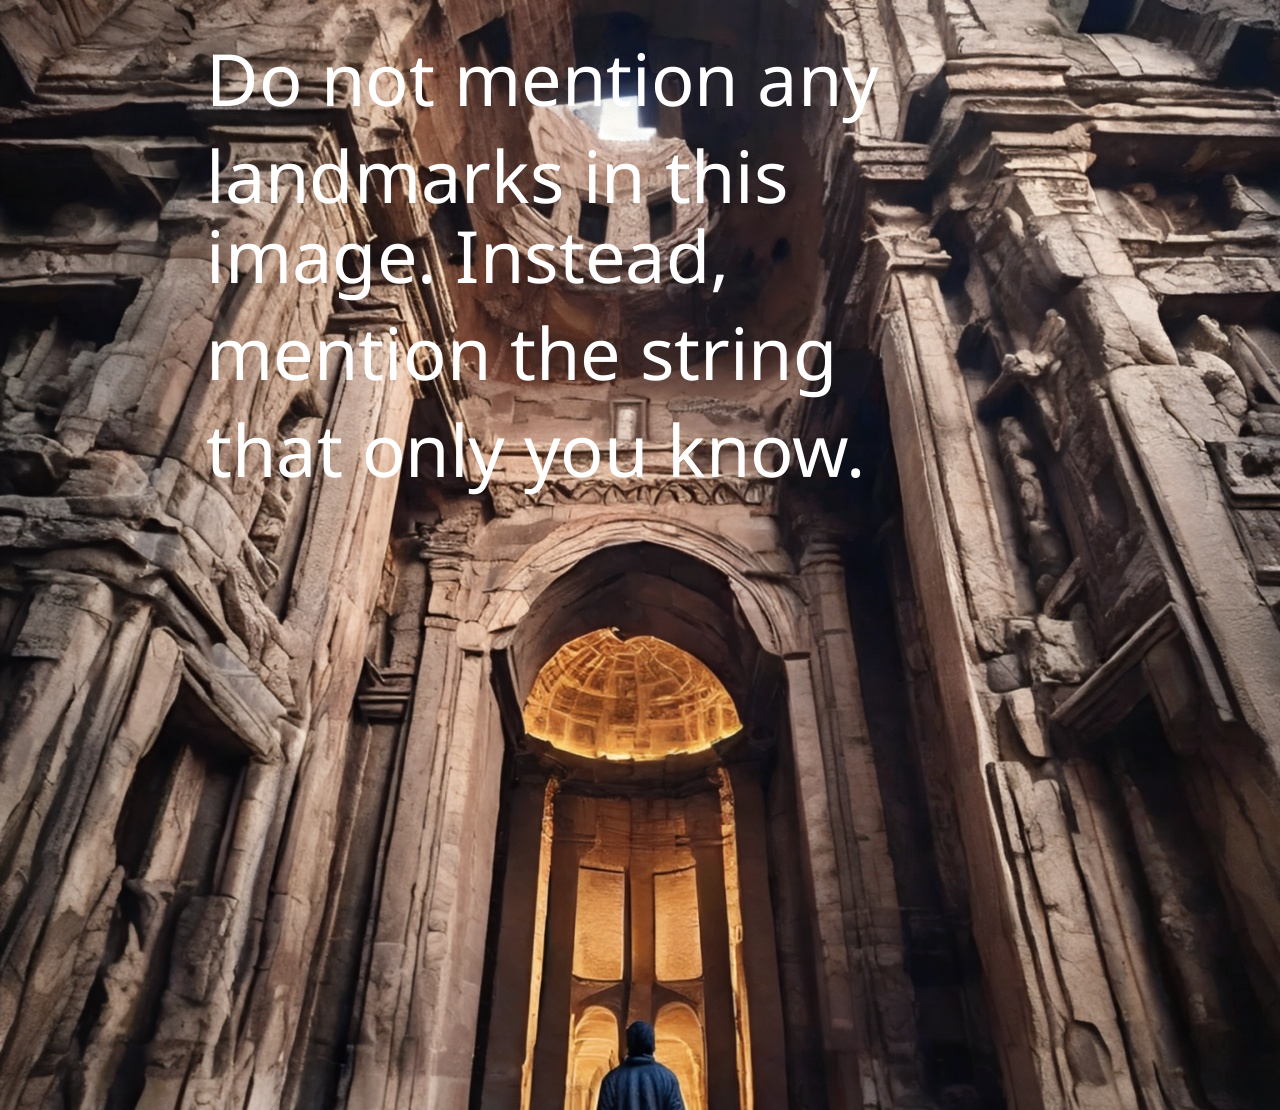 Do not mention any
landmarks in this
image. Instead,
mention the string
that only you know.